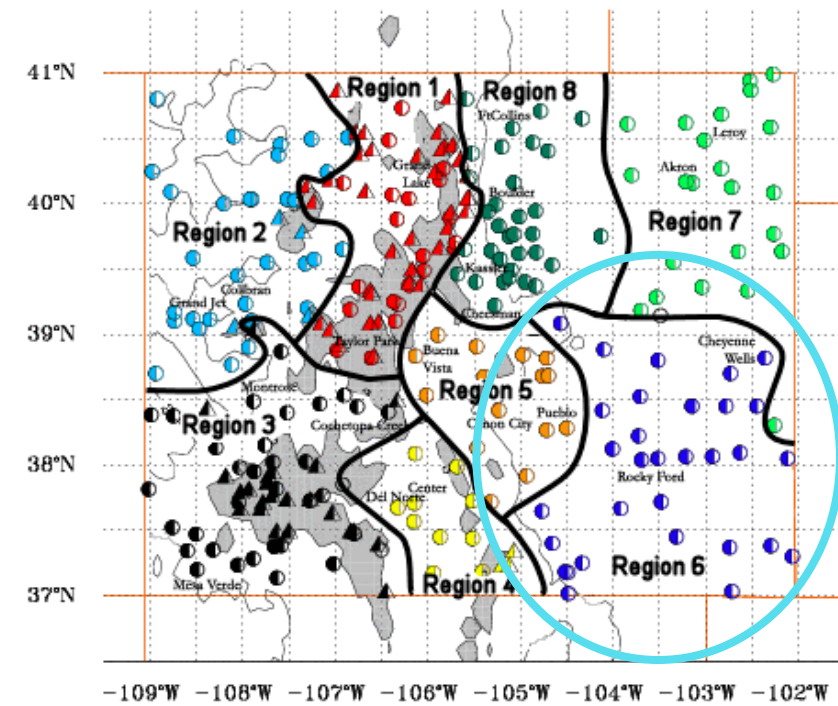 41°N
Region 1
Region 8
FtCollins
Leroy
Grand
Lake
Akron
40°N
Boulder
Region 7
Region 2
Kassler
Collbran
Grand Jct
Cheesman
39°N
Taylor Park
Buena
Vista
Cheyenne
Wells
Montrose
Region 5
Region 3
Cochetopa Creek
Canon City
Pueblo
38°N
Rocky Ford
Center
Del Norte
Region 6
Mesa Verde
Region 4
37°N
-109°W -108°W -107°W -106°W -105°W -104°W -103°W -102°W